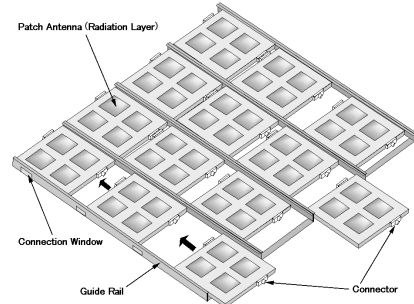 Patch Antenna (Radiation Layer)
Connection Window
Guide Rail
Connector